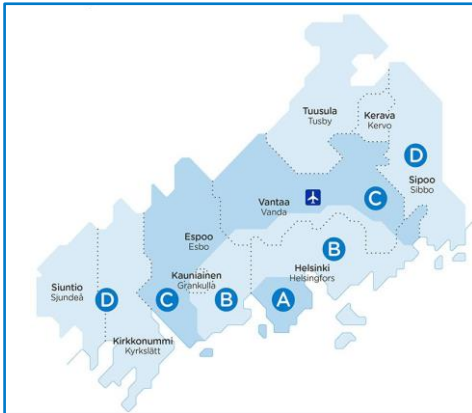 Tuusula
Tusby
Kerava
Kervo
D
Sipoo
Sibbo
Vantaa
Vanda
C
Espoo
Esbo
B
Helsinki
Helsingfors
Kauniainen
Grankulla
Siuntio
Sjundeå
D
C
B
A
Kirkkonummi
Kyrkslätt